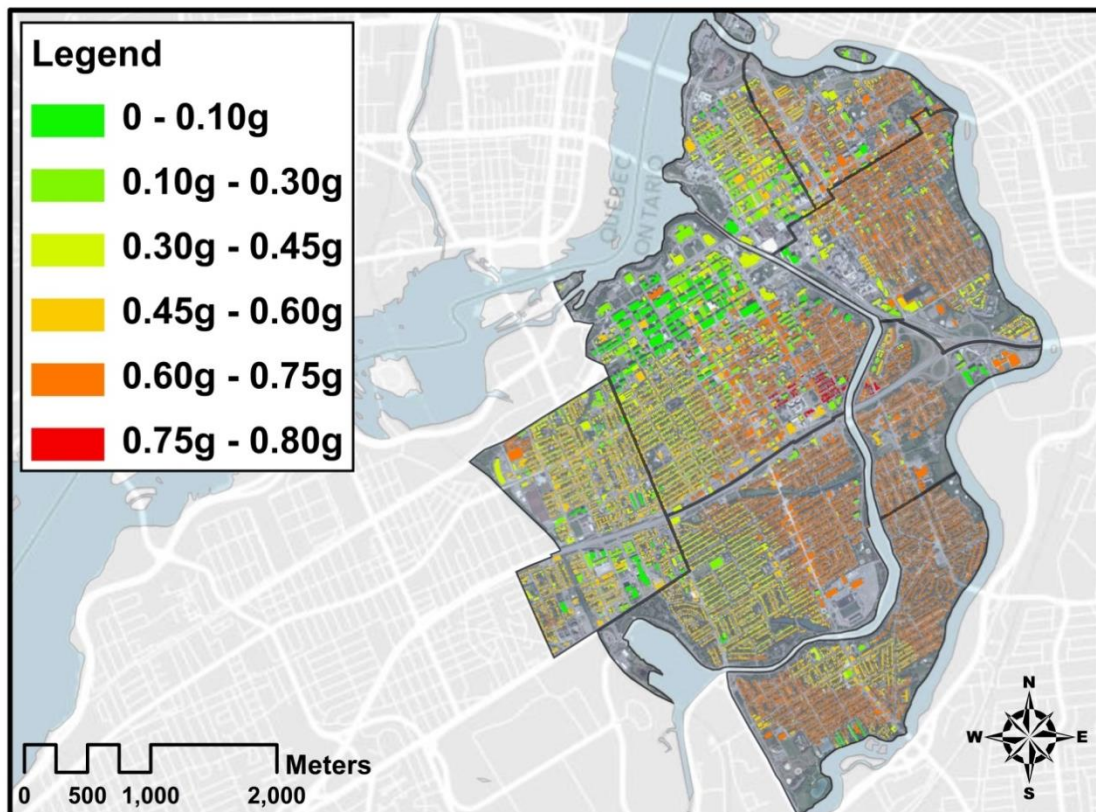 Legend
0 - 0.10g
0.10g - 0.30g
0.30g - 0.45g
0.45g - 0.60g
0.60g - 0.75g
0.75g - 0.80g
QUÉBEC
ONTARIO
N
W E
S
Meters
0 500 1,000 2,000